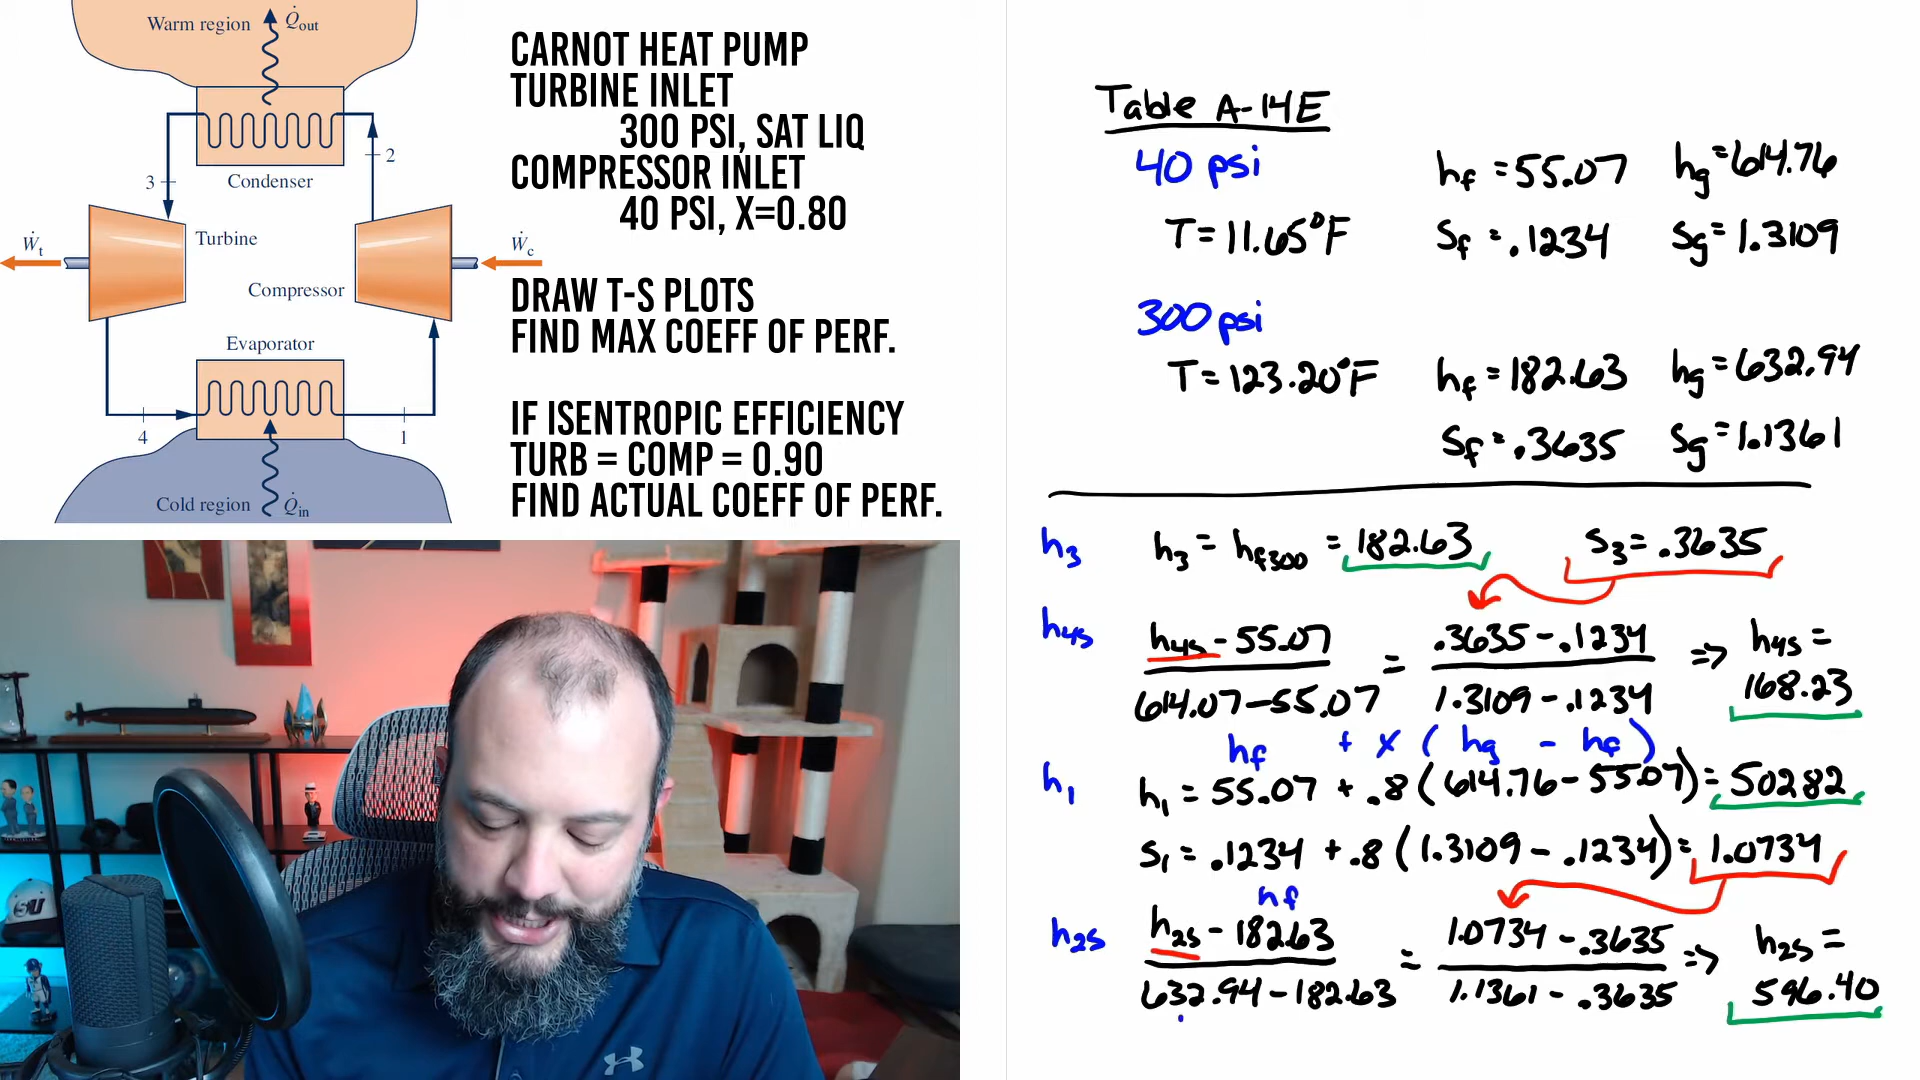 Warm region
Q̇out
Condenser
2
3
Turbine
Ẇt
Ẇc
Compressor
Evaporator
4
1
Cold region
Q̇in
CARNOT HEAT PUMP
TURBINE INLET
300 PSI, SAT LIQ
COMPRESSOR INLET
40 PSI, X=0.80
DRAW T-S PLOTS
FIND MAX COEFF OF PERF.
IF ISENTROPIC EFFICIENCY
TURB = COMP = 0.90
FIND ACTUAL COEFF OF PERF.
SU
Table A-14E
40 psi hf = 55.07 hg = 614.76
T = 11.65°F Sf = .1234 Sg = 1.3109
300 psi
T = 123.20°F hf = 182.63 hg = 632.94
Sf = .3635 Sg = 1.1361
h3 h3 = hf300 = 182.63 S3 = .3635
h4s h4s - 55.07 / 614.07 - 55.07 = .3635 - .1234 / 1.3109 - .1234 => h4s = 168.23
hf + x ( hg - hf )
h1 h1 = 55.07 + .8 ( 614.76 - 55.07 ) = 502.82
S1 = .1234 + .8 ( 1.3109 - .1234 ) = 1.0734
hf
h2s h2s - 182.63 / 632.94 - 182.63 = 1.0734 - .3635 / 1.1361 - .3635 => h2s = 596.40